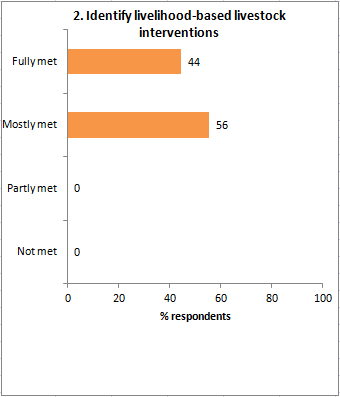 2. Identify livelihood-based livestock
interventions
Fully met 44
Mostly met 56
Partly met 0
Not met 0
0 20 40 60 80 100
% respondents